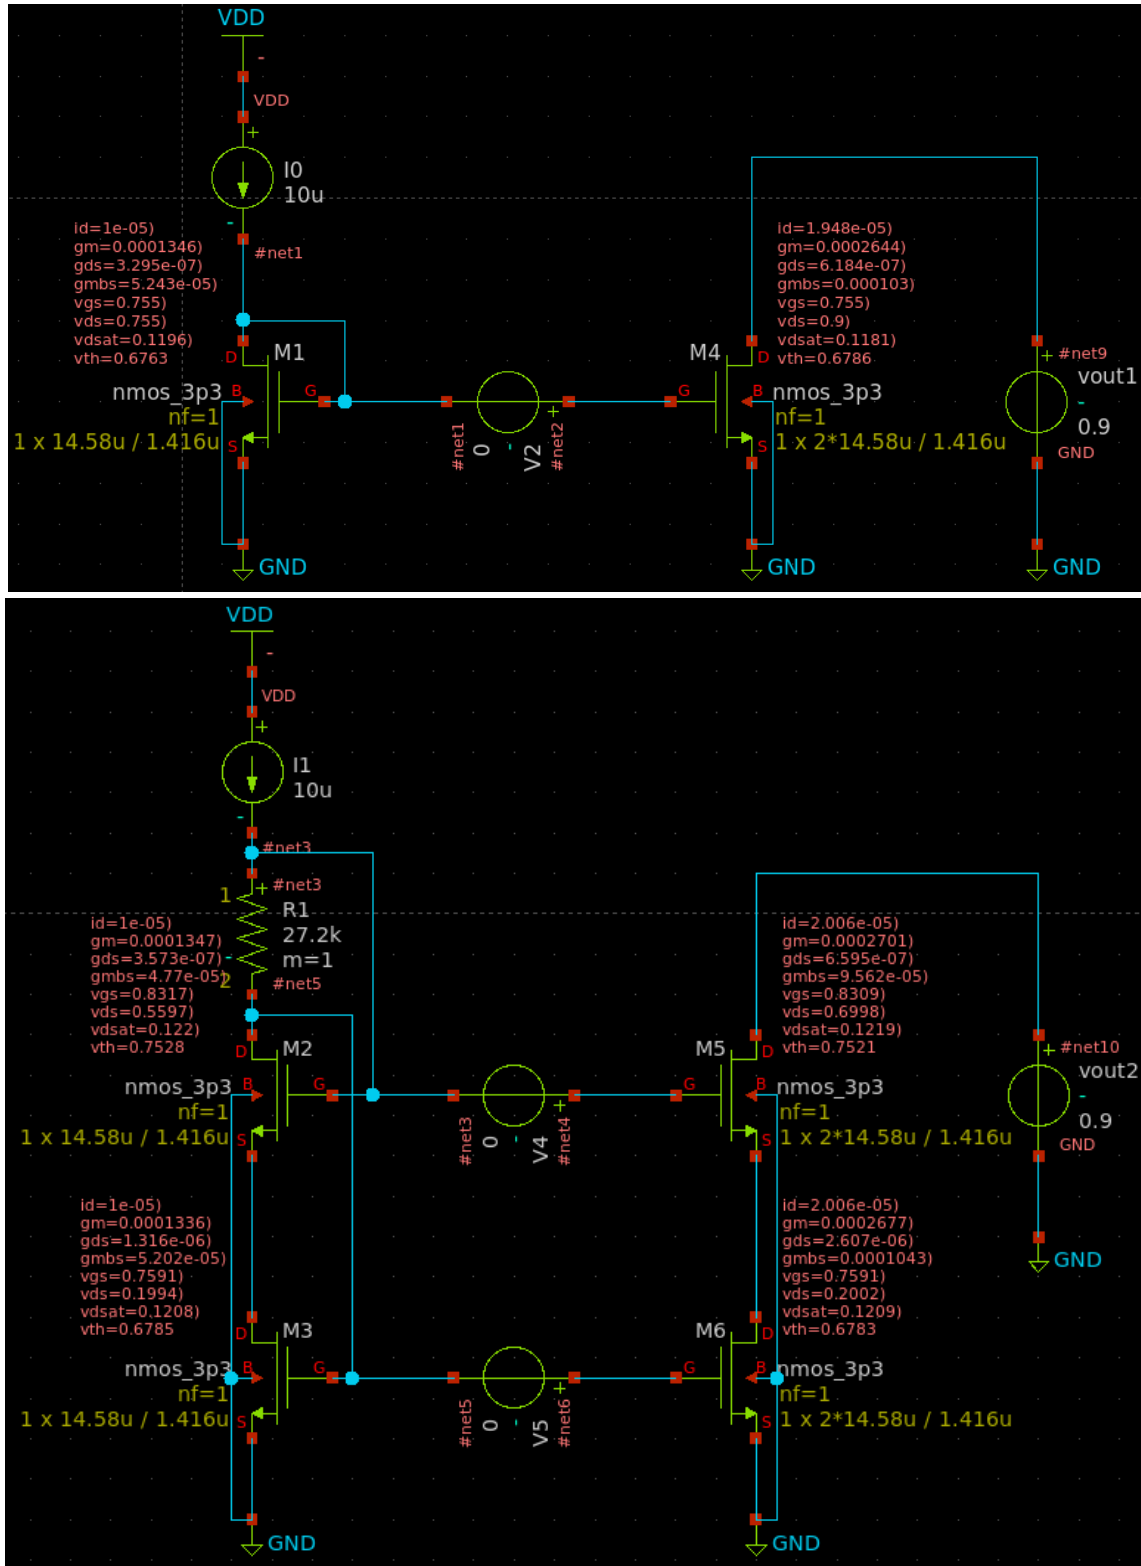 VDD
-
VDD
+
I0
10u
-
#net1
id=1e-05)
gm=0.0001346)
gds=3.295e-07)
gmbs=5.243e-05)
vgs=0.755)
vds=0.755)
vdsat=0.1196)
vth=0.6763
D
M1
B
G
S
nmos_3p3
nf=1
1 x 14.58u / 1.416u
GND
#net1
0
-
V2
+
#net2
id=1.948e-05)
gm=0.0002644)
gds=6.184e-07)
gmbs=0.000103)
vgs=0.755)
vds=0.9)
vdsat=0.1181)
vth=0.6786
M4
D
G
B
S
nmos_3p3
nf=1
1 x 2*14.58u / 1.416u
GND
+
#net9
vout1
-
0.9
GND
GND
VDD
-
VDD
+
I1
10u
-
#net3
1
+
#net3
R1
27.2k
m=1
-
2
#net5
id=1e-05)
gm=0.0001347)
gds=3.573e-07)
gmbs=4.77e-05)
vgs=0.8317)
vds=0.5597)
vdsat=0.122)
vth=0.7528
D
M2
B
G
S
nmos_3p3
nf=1
1 x 14.58u / 1.416u
#net3
0
-
V4
+
#net4
id=2.006e-05)
gm=0.0002701)
gds=6.595e-07)
gmbs=9.562e-05)
vgs=0.8309)
vds=0.6998)
vdsat=0.1219)
vth=0.7521
M5
D
G
B
S
nmos_3p3
nf=1
1 x 2*14.58u / 1.416u
+
#net10
vout2
-
0.9
GND
GND
id=1e-05)
gm=0.0001336)
gds=1.316e-06)
gmbs=5.202e-05)
vgs=0.7591)
vds=0.1994)
vdsat=0.1208)
vth=0.6785
D
M3
B
G
S
nmos_3p3
nf=1
1 x 14.58u / 1.416u
GND
#net5
0
-
V5
+
#net6
id=2.006e-05)
gm=0.0002677)
gds=2.607e-06)
gmbs=0.0001043)
vgs=0.7591)
vds=0.2002)
vdsat=0.1209)
vth=0.6783
M6
D
G
B
S
nmos_3p3
nf=1
1 x 2*14.58u / 1.416u
GND